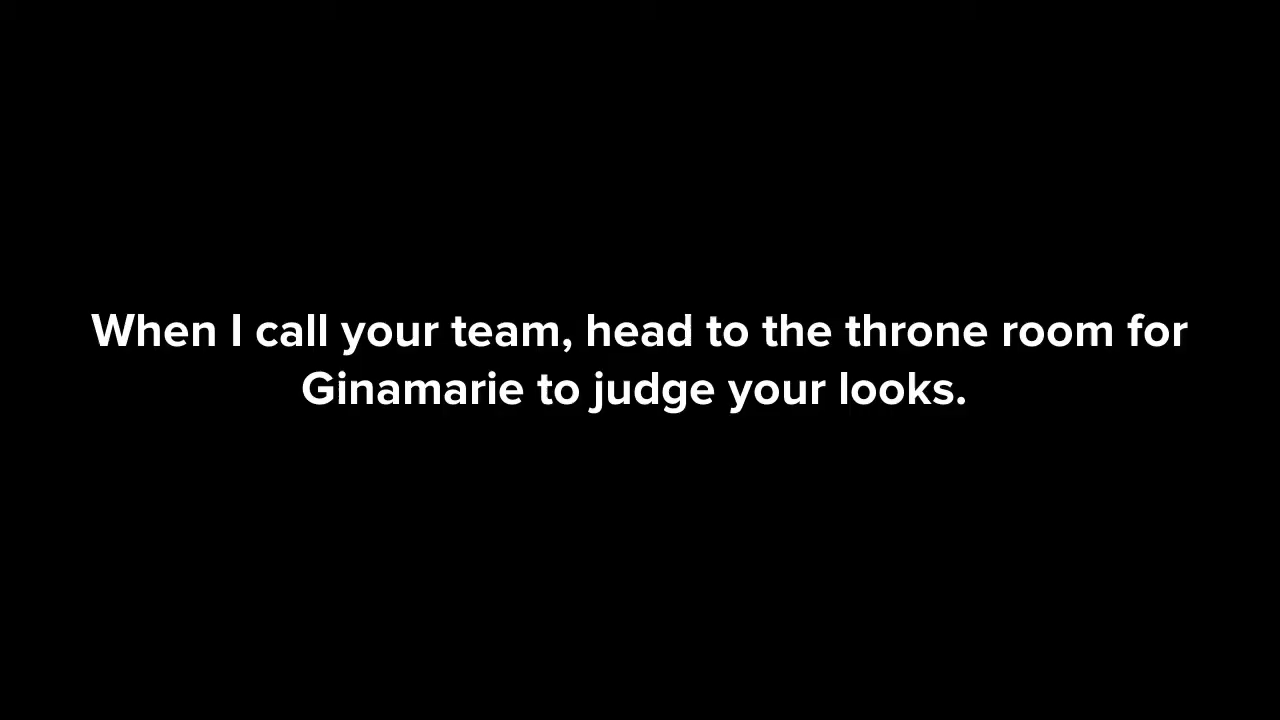 When I call your team, head to the throne room for
Ginamarie to judge your looks.